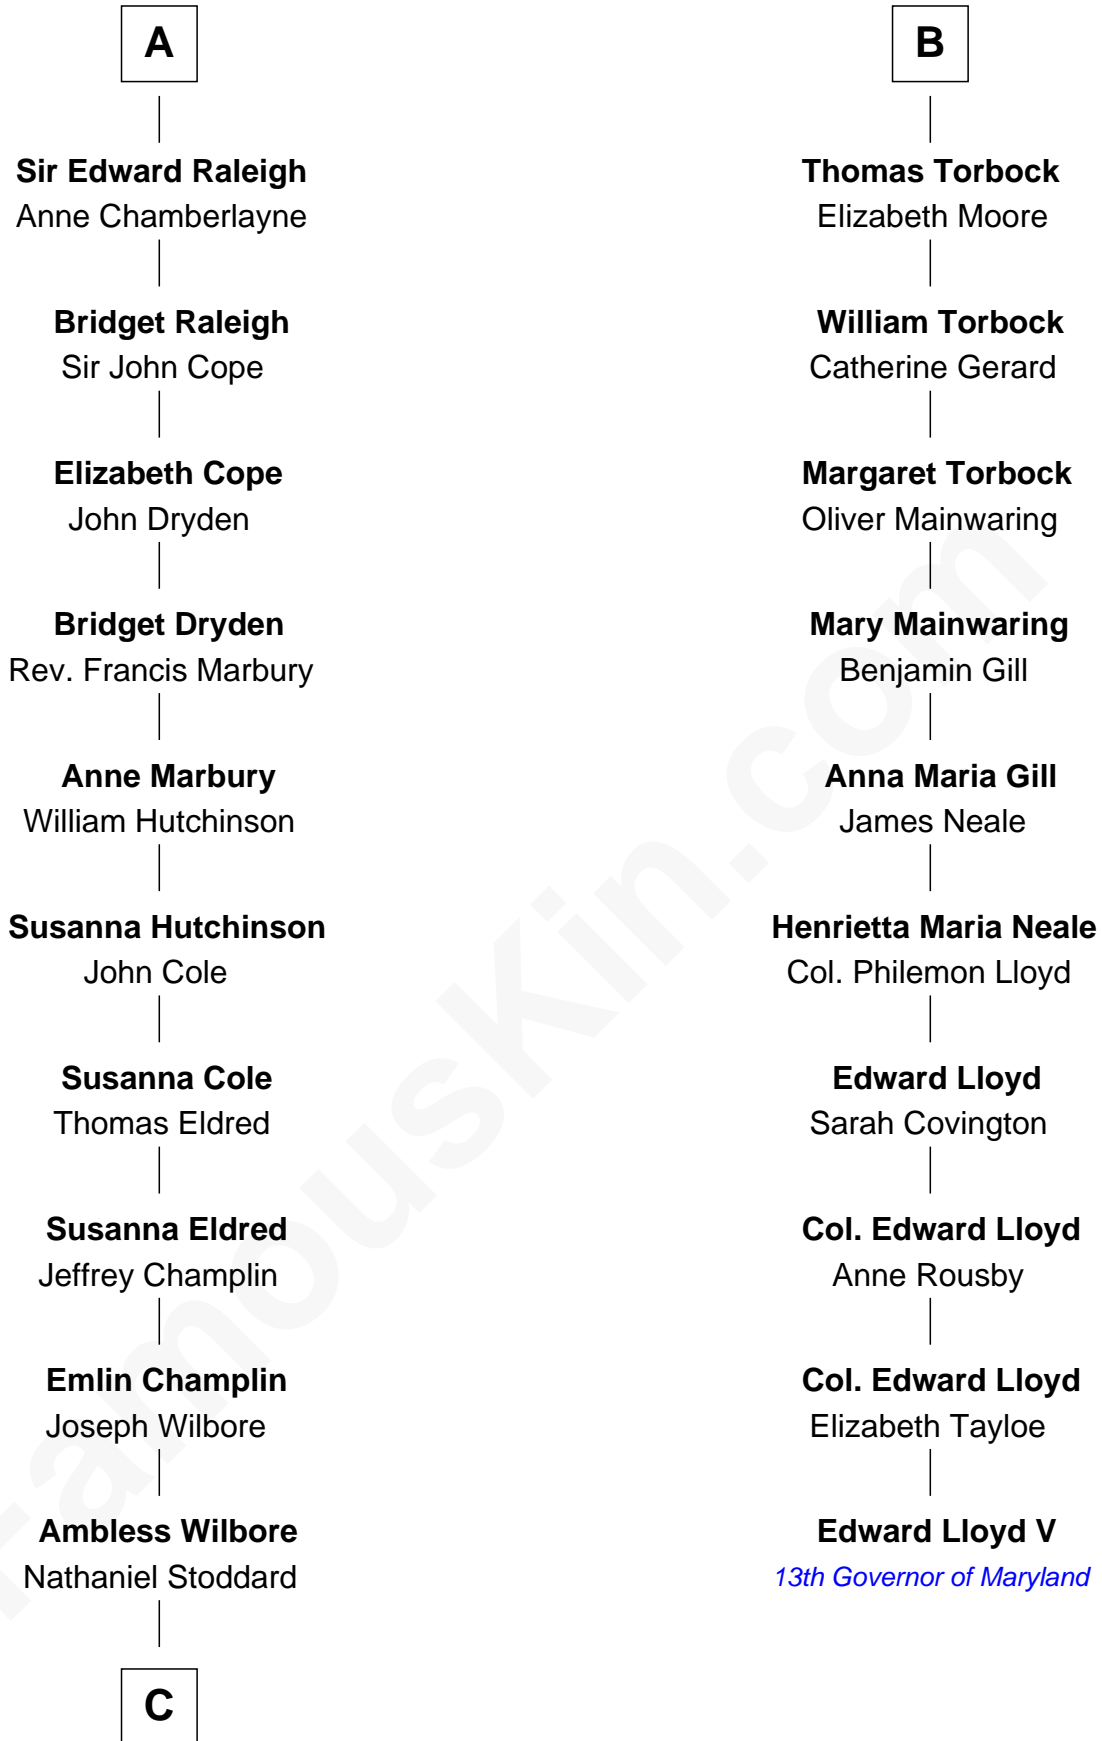 A
Sir Edward Raleigh
Anne Chamberlayne
Bridget Raleigh
Sir John Cope
Elizabeth Cope
John Dryden
Bridget Dryden
Rev. Francis Marbury
Anne Marbury
William Hutchinson
Susanna Hutchinson
John Cole
Susanna Cole
Thomas Eldred
Susanna Eldred
Jeffrey Champlin
Emlin Champlin
Joseph Wilbore
Ambless Wilbore
Nathaniel Stoddard
C
B
Thomas Torbock
Elizabeth Moore
William Torbock
Catherine Gerard
Margaret Torbock
Oliver Mainwaring
Mary Mainwaring
Benjamin Gill
Anna Maria Gill
James Neale
Henrietta Maria Neale
Col. Philemon Lloyd
Edward Lloyd
Sarah Covington
Col. Edward Lloyd
Anne Rousby
Col. Edward Lloyd
Elizabeth Tayloe
Edward Lloyd V
13th Governor of Maryland
FamousKin.com